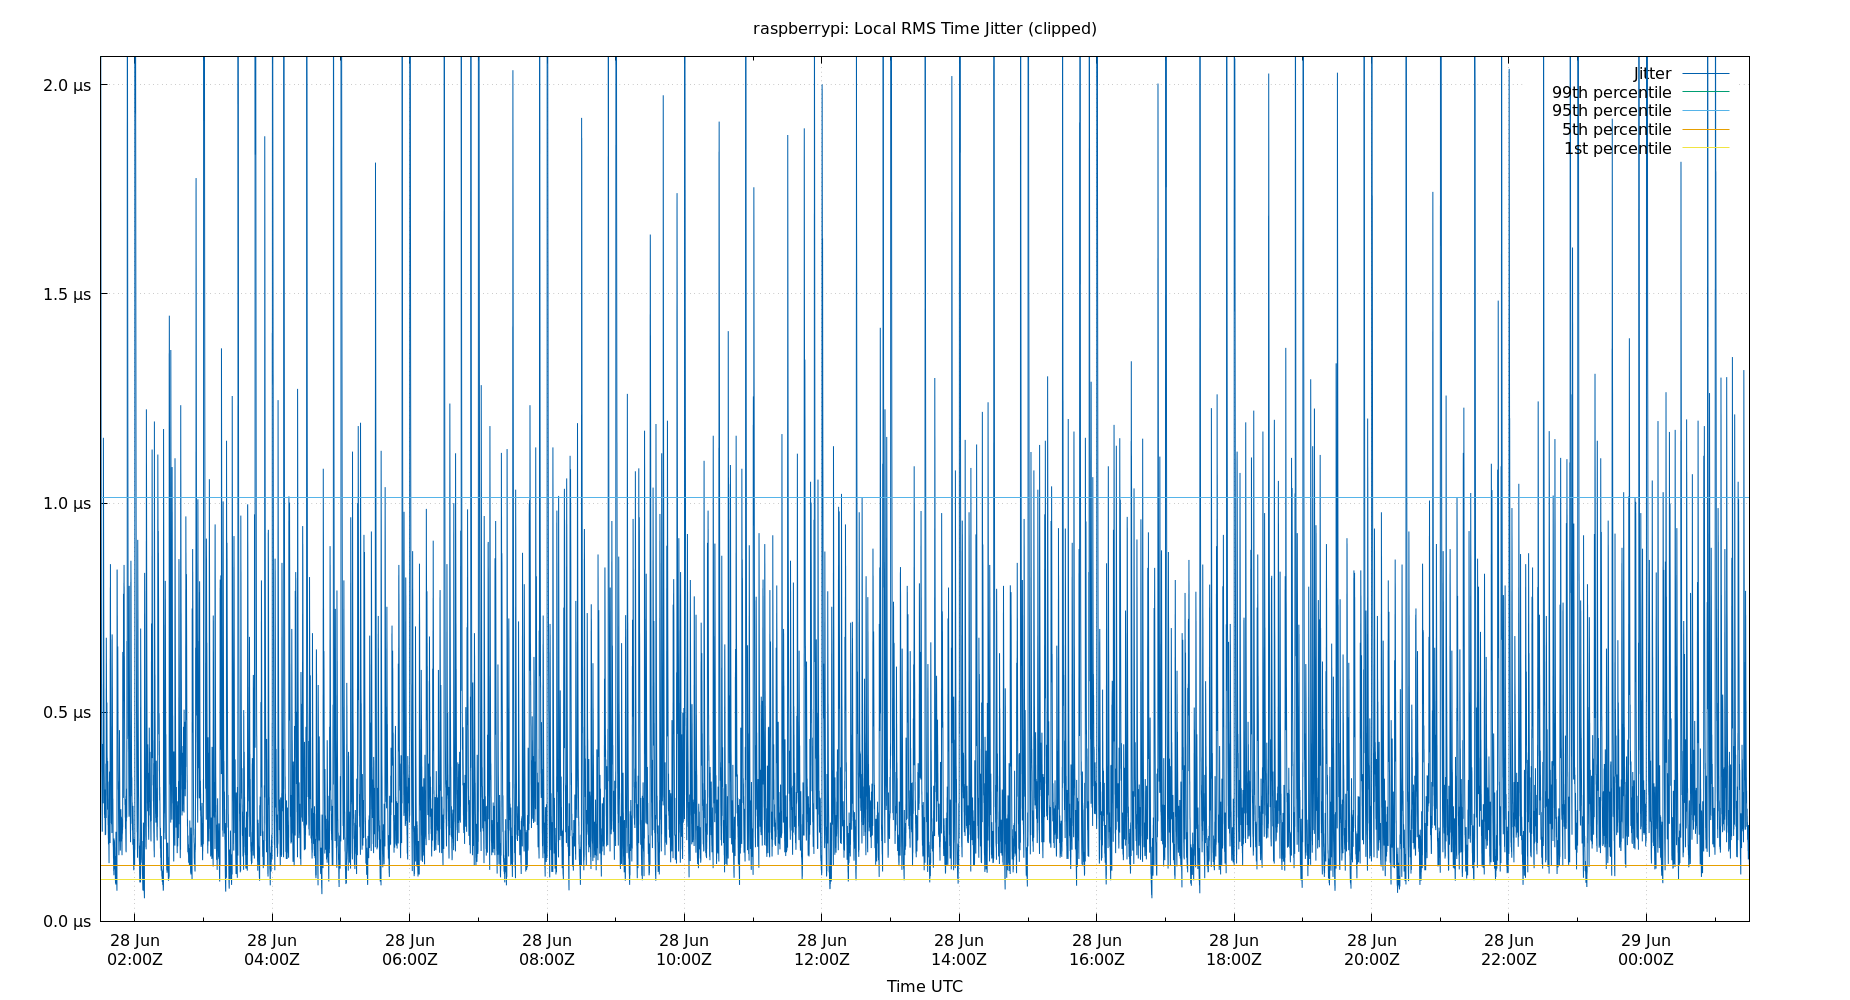 raspberrypi: Local RMS Time Jitter (clipped)
2.0 µs
1.5 µs
1.0 µs
0.5 µs
0.0 µs
Jitter
99th percentile
95th percentile
5th percentile
1st percentile
28 Jun 28 Jun 28 Jun 28 Jun 28 Jun 28 Jun 28 Jun 28 Jun 28 Jun 28 Jun 28 Jun 29 Jun
02:00Z 04:00Z 06:00Z 08:00Z 10:00Z 12:00Z 14:00Z 16:00Z 18:00Z 20:00Z 22:00Z 00:00Z
Time UTC